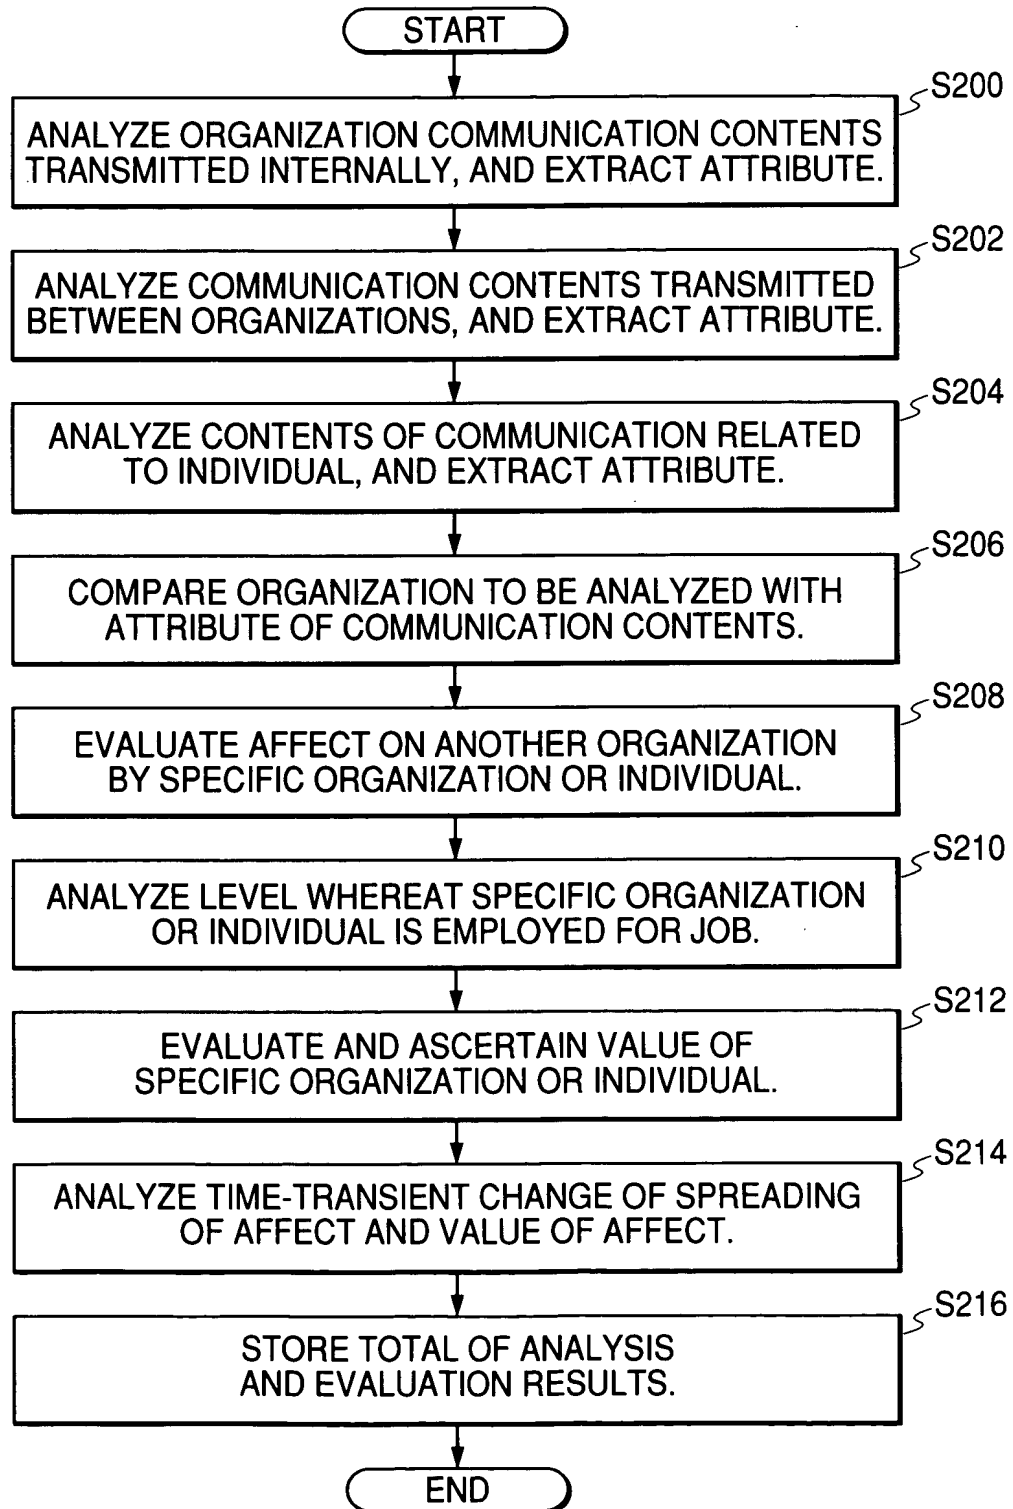 START
S200
ANALYZE ORGANIZATION COMMUNICATION CONTENTS
TRANSMITTED INTERNALLY, AND EXTRACT ATTRIBUTE.
S202
ANALYZE COMMUNICATION CONTENTS TRANSMITTED
BETWEEN ORGANIZATIONS, AND EXTRACT ATTRIBUTE.
S204
ANALYZE CONTENTS OF COMMUNICATION RELATED
TO INDIVIDUAL, AND EXTRACT ATTRIBUTE.
S206
COMPARE ORGANIZATION TO BE ANALYZED WITH
ATTRIBUTE OF COMMUNICATION CONTENTS.
S208
EVALUATE AFFECT ON ANOTHER ORGANIZATION
BY SPECIFIC ORGANIZATION OR INDIVIDUAL.
S210
ANALYZE LEVEL WHEREAT SPECIFIC ORGANIZATION
OR INDIVIDUAL IS EMPLOYED FOR JOB.
S212
EVALUATE AND ASCERTAIN VALUE OF
SPECIFIC ORGANIZATION OR INDIVIDUAL.
S214
ANALYZE TIME-TRANSIENT CHANGE OF SPREADING
OF AFFECT AND VALUE OF AFFECT.
S216
STORE TOTAL OF ANALYSIS
AND EVALUATION RESULTS.
END